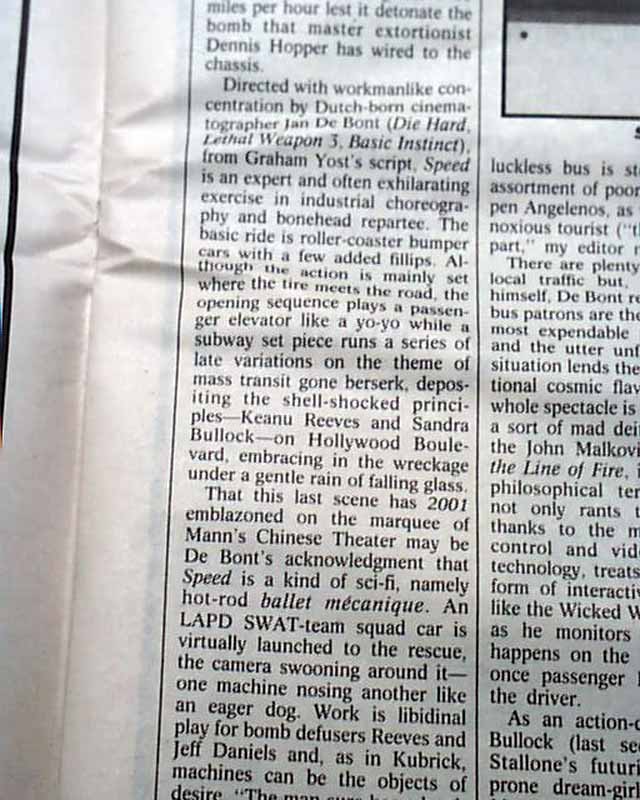 miles per hour lest it detonate the
bomb that master extortionist
Dennis Hopper has wired to the
chassis.
Directed with workmanlike con-
centration by Dutch-born cinema-
tographer Jan De Bont (Die Hard,
Lethal Weapon 3, Basic Instinct),
from Graham Yost's script, Speed
is an expert and often exhilarating
exercise in industrial choreogra-
phy and bonehead repartee. The
basic ride is roller-coaster bumper
cars with a few added fillips. Al-
though the action is mainly set
where the tire meets the road, the
opening sequence plays a passen-
ger elevator like a yo-yo while a
subway set piece runs a series of
late variations on the theme of
mass transit gone berserk, depos-
iting the shell-shocked princi-
ples—Keanu Reeves and Sandra
Bullock—on Hollywood Boule-
vard, embracing in the wreckage
under a gentle rain of falling glass.
That this last scene has 2001
emblazoned on the marquee of
Mann's Chinese Theater may be
De Bont's acknowledgment that
Speed is a kind of sci-fi, namely
hot-rod ballet mécanique. An
LAPD SWAT-team squad car is
virtually launched to the rescue,
the camera swooning around it—
one machine nosing another like
an eager dog. Work is libidinal
play for bomb defusers Reeves and
Jeff Daniels and, as in Kubrick,
machines can be the objects of
desire. "The man
luckless bus is
assortment of poor
pen Angelenos, as
noxious tourist
part," my editor
There are plenty
local traffic but,
himself, De Bont
bus patrons are the
most expendable
and the utter
situation lends the
tional cosmic
whole spectacle is
a sort of mad
the John
the Line of Fire,
philosophical
not only rants
thanks to the
control and
technology, treats
form of
like the Wicked
as he monitors
happens on the
once passenger
the driver.
As an
Bullock (last
Stallone's
prone